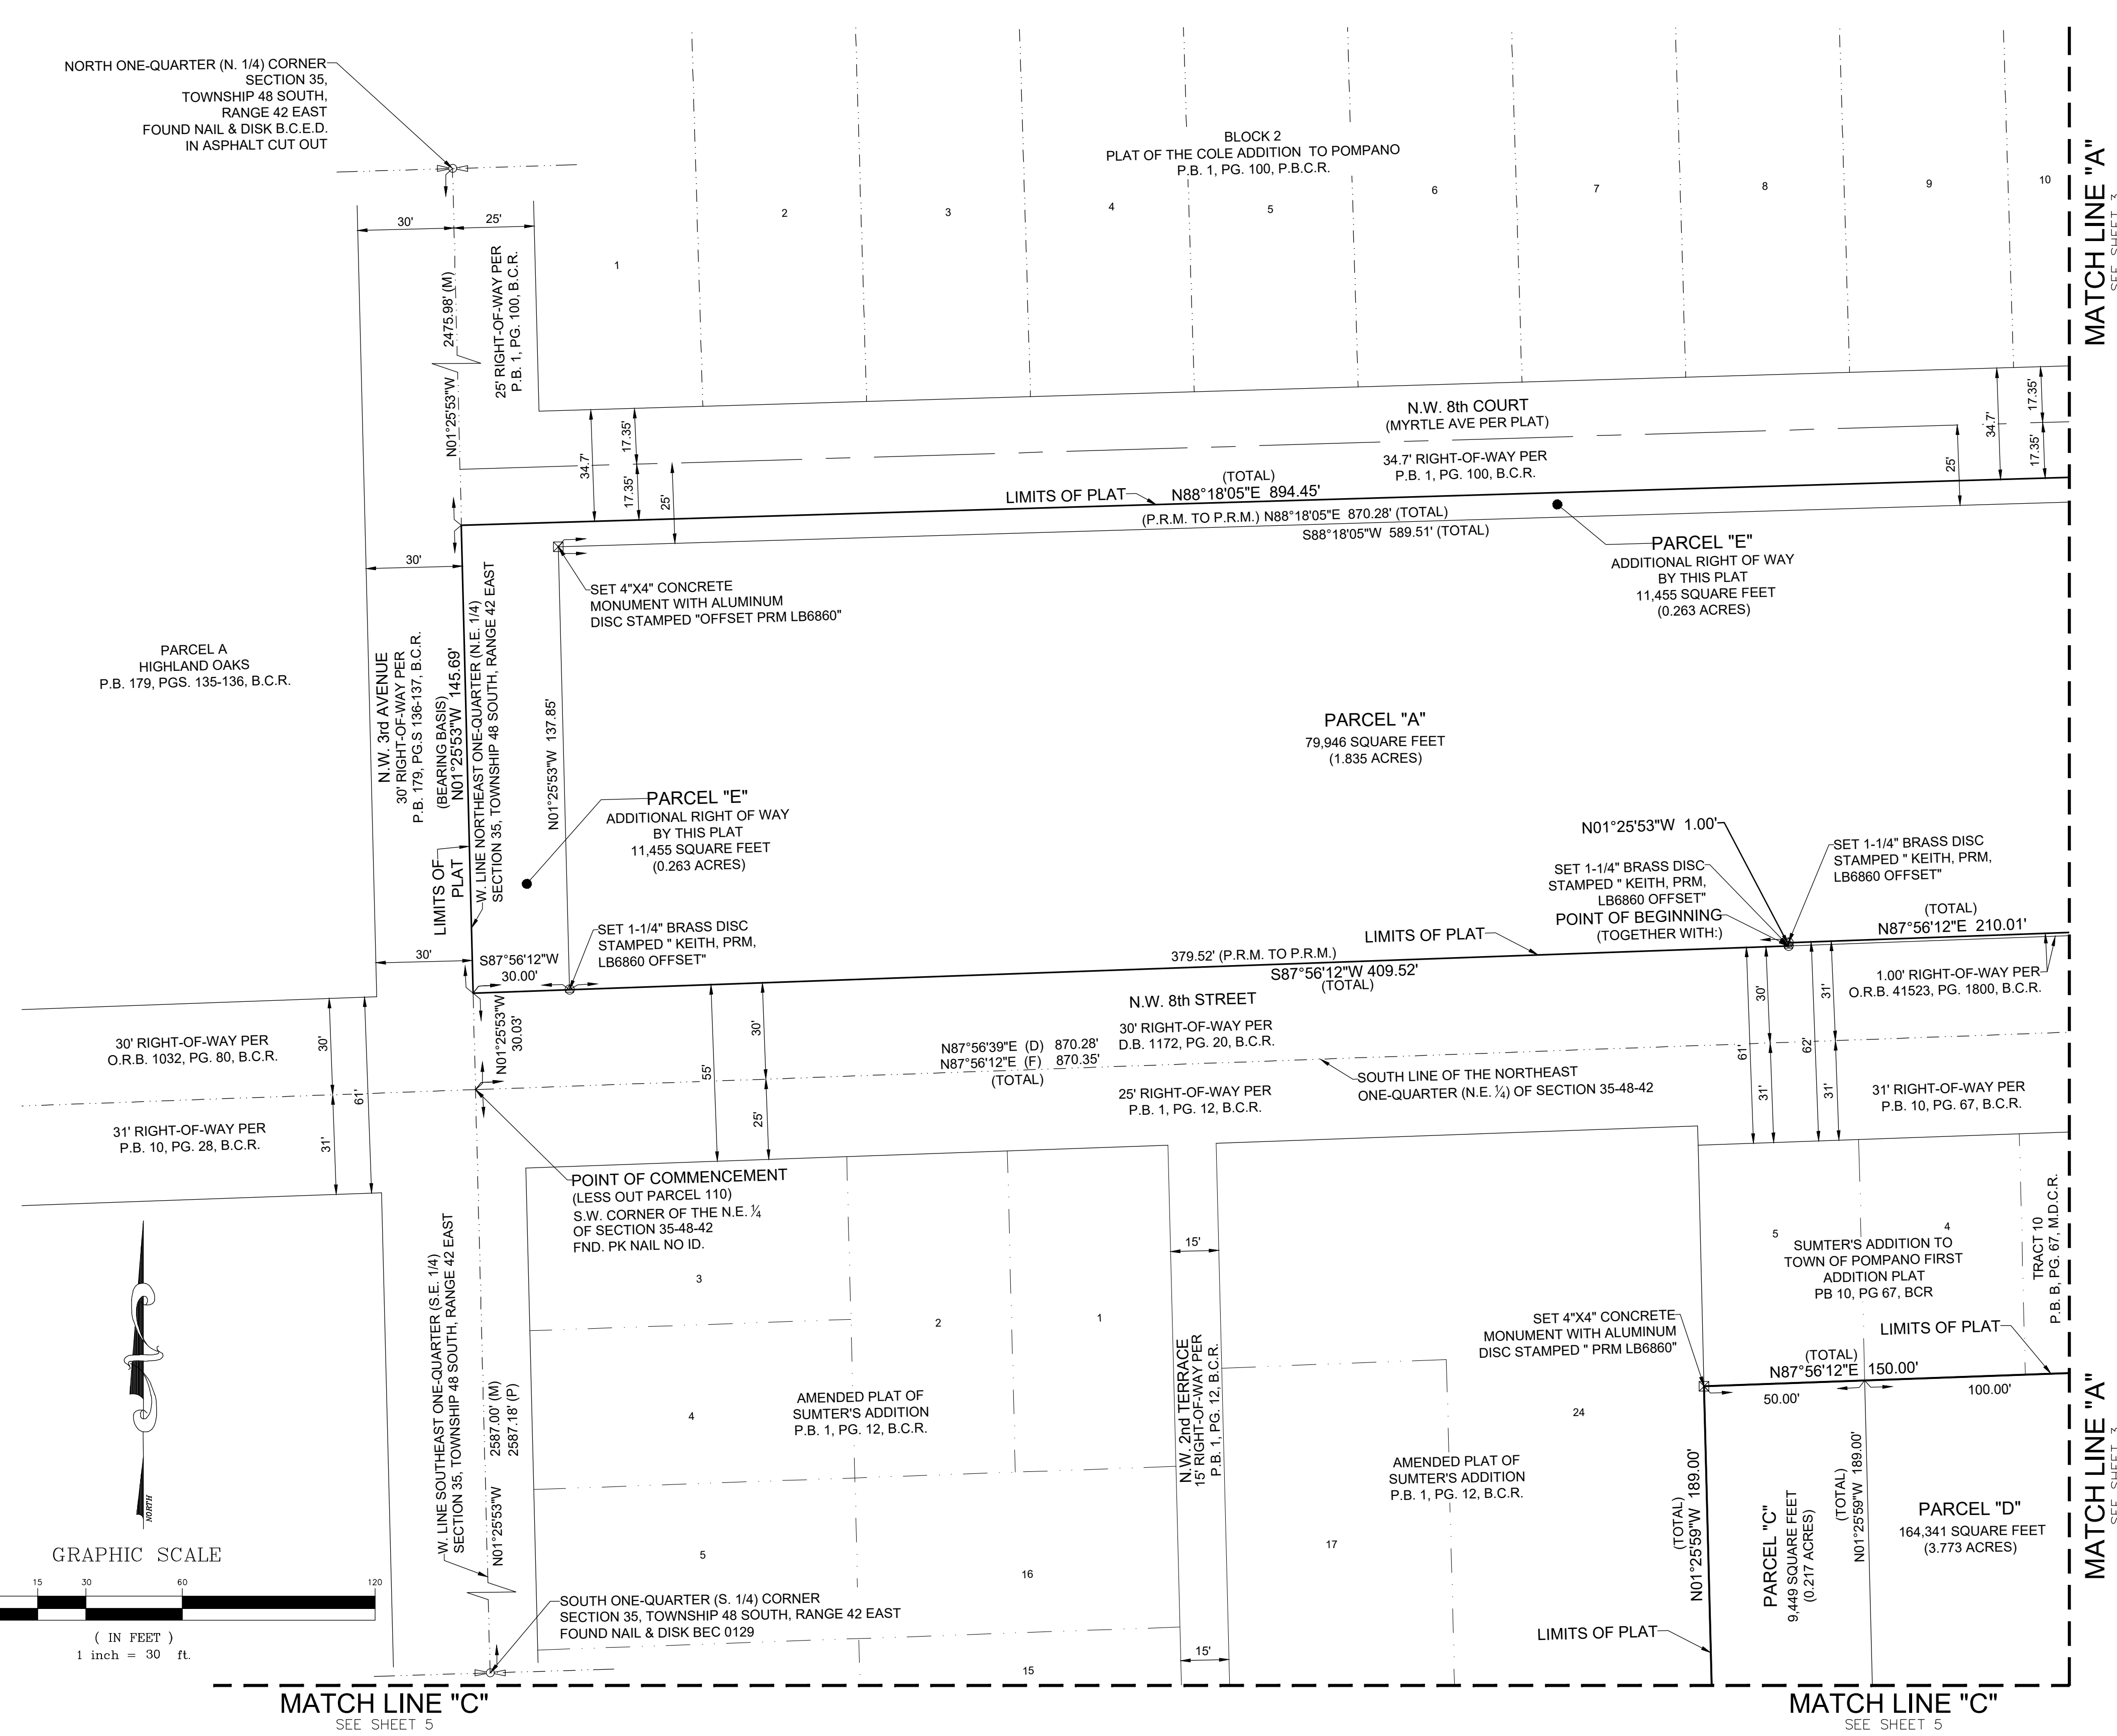 NORTH ONE-QUARTER (N. 1/4) CORNER
SECTION 35,
TOWNSHIP 48 SOUTH,
RANGE 42 EAST
FOUND NAIL & DISK B.C.E.D.
IN ASPHALT CUT OUT
BLOCK 2
PLAT OF THE COLE ADDITION TO POMPANO
P.B. 1, PG. 100, P.B.C.R.
1
2
3
4
5
6
7
8
9
10
MATCH LINE "A"
SEE SHEET 3
30'
25'
N01°25'53"W 2475.98' (M)
25' RIGHT-OF-WAY PER
P.B. 1, PG. 100, B.C.R.
N.W. 8th COURT
(MYRTLE AVE PER PLAT)
34.7' RIGHT-OF-WAY PER
P.B. 1, PG. 100, B.C.R.
34.7'
17.35'
17.35'
25'
34.7'
17.35'
17.35'
25'
(TOTAL)
LIMITS OF PLAT
N88°18'05"E 894.45'
(P.R.M. TO P.R.M.) N88°18'05"E 870.28' (TOTAL)
S88°18'05"W 589.51' (TOTAL)
PARCEL "E"
ADDITIONAL RIGHT OF WAY
BY THIS PLAT
11,455 SQUARE FEET
(0.263 ACRES)
30'
SET 4"X4" CONCRETE
MONUMENT WITH ALUMINUM
DISC STAMPED "OFFSET PRM LB6860"
PARCEL A
HIGHLAND OAKS
P.B. 179, PGS. 135-136, B.C.R.
N.W. 3rd AVENUE
30' RIGHT-OF-WAY PER
P.B. 179, PG.S 136-137, B.C.R.
(BEARING BASIS)
N01°25'53"W 145.69'
LIMITS OF
PLAT
W. LINE NORTHEAST ONE-QUARTER (N.E. 1/4)
SECTION 35, TOWNSHIP 48 SOUTH, RANGE 42 EAST
N01°25'53"W 137.85'
PARCEL "A"
79,946 SQUARE FEET
(1.835 ACRES)
PARCEL "E"
ADDITIONAL RIGHT OF WAY
BY THIS PLAT
11,455 SQUARE FEET
(0.263 ACRES)
N01°25'53"W 1.00'
SET 1-1/4" BRASS DISC
STAMPED " KEITH, PRM,
LB6860 OFFSET"
SET 1-1/4" BRASS DISC
STAMPED " KEITH, PRM,
LB6860 OFFSET"
POINT OF BEGINNING
(TOGETHER WITH:)
(TOTAL)
N87°56'12"E 210.01'
SET 1-1/4" BRASS DISC
STAMPED " KEITH, PRM,
LB6860 OFFSET"
30'
S87°56'12"W
30.00'
379.52' (P.R.M. TO P.R.M.)
LIMITS OF PLAT
S87°56'12"W 409.52'
(TOTAL)
1.00' RIGHT-OF-WAY PER
O.R.B. 41523, PG. 1800, B.C.R.
N.W. 8th STREET
30' RIGHT-OF-WAY PER
D.B. 1172, PG. 20, B.C.R.
N87°56'39"E (D) 870.28'
N87°56'12"E (F) 870.35'
(TOTAL)
25' RIGHT-OF-WAY PER
P.B. 1, PG. 12, B.C.R.
SOUTH LINE OF THE NORTHEAST
ONE-QUARTER (N.E. ¼) OF SECTION 35-48-42
30' RIGHT-OF-WAY PER
O.R.B. 1032, PG. 80, B.C.R.
31' RIGHT-OF-WAY PER
P.B. 10, PG. 28, B.C.R.
30'
31'
61'
N01°25'53"W
30.03'
55'
30'
25'
61'
30'
31'
62'
31'
31'
31' RIGHT-OF-WAY PER
P.B. 10, PG. 67, B.C.R.
POINT OF COMMENCEMENT
(LESS OUT PARCEL 110)
S.W. CORNER OF THE N.E. ¼
OF SECTION 35-48-42
FND. PK NAIL NO ID.
W. LINE SOUTHEAST ONE-QUARTER (S.E. 1/4)
SECTION 35, TOWNSHIP 48 SOUTH, RANGE 42 EAST
N01°25'53"W 2587.00' (M)
2587.18' (P)
3
2
1
4
5
16
15
AMENDED PLAT OF
SUMTER'S ADDITION
P.B. 1, PG. 12, B.C.R.
15'
N.W. 2nd TERRACE
15' RIGHT-OF-WAY PER
P.B. 1, PG. 12, B.C.R.
15'
24
17
AMENDED PLAT OF
SUMTER'S ADDITION
P.B. 1, PG. 12, B.C.R.
5
4
SUMTER'S ADDITION TO
TOWN OF POMPANO FIRST
ADDITION PLAT
PB 10, PG 67, BCR
TRACT 10
P.B. B, PG. 67, M.D.C.R.
SET 4"X4" CONCRETE
MONUMENT WITH ALUMINUM
DISC STAMPED " PRM LB6860"
LIMITS OF PLAT
(TOTAL)
N87°56'12"E 150.00'
50.00'
100.00'
(TOTAL)
N01°25'59"W 189.00'
PARCEL "C"
9,449 SQUARE FEET
(0.217 ACRES)
(TOTAL)
N01°25'59"W 189.00'
PARCEL "D"
164,341 SQUARE FEET
(3.773 ACRES)
LIMITS OF PLAT
MATCH LINE "A"
SEE SHEET 3
NORTH
GRAPHIC SCALE
15
30
60
120
( IN FEET )
1 inch = 30 ft.
SOUTH ONE-QUARTER (S. 1/4) CORNER
SECTION 35, TOWNSHIP 48 SOUTH, RANGE 42 EAST
FOUND NAIL & DISK BEC 0129
MATCH LINE "C"
SEE SHEET 5
MATCH LINE "C"
SEE SHEET 5